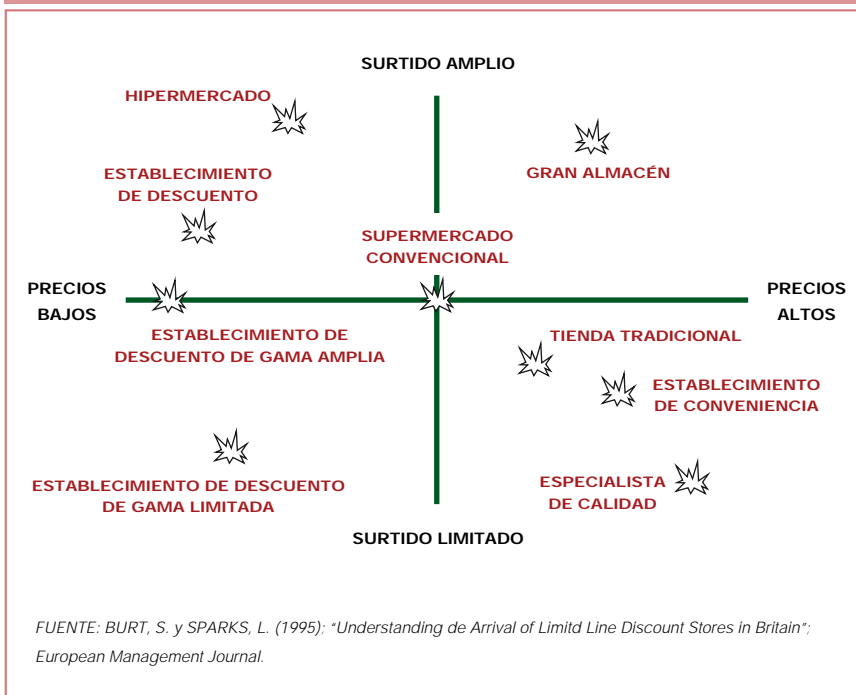 SURTIDO AMPLIO
HIPERMERCADO
GRAN ALMACÉN
ESTABLECIMIENTO
DE DESCUENTO
SUPERMERCADO
CONVENCIONAL
PRECIOS
BAJOS
PRECIOS
ALTOS
ESTABLECIMIENTO DE
DESCUENTO DE GAMA AMPLIA
TIENDA TRADICIONAL
ESTABLECIMIENTO
DE CONVENIENCIA
ESTABLECIMIENTO DE DESCUENTO
DE GAMA LIMITADA
ESPECIALISTA
DE CALIDAD
SURTIDO LIMITADO
FUENTE: BURT, S. y SPARKS, L. (1995); “Understanding de Arrival of Limitd Line Discount Stores in Britain”;
European Management Journal.